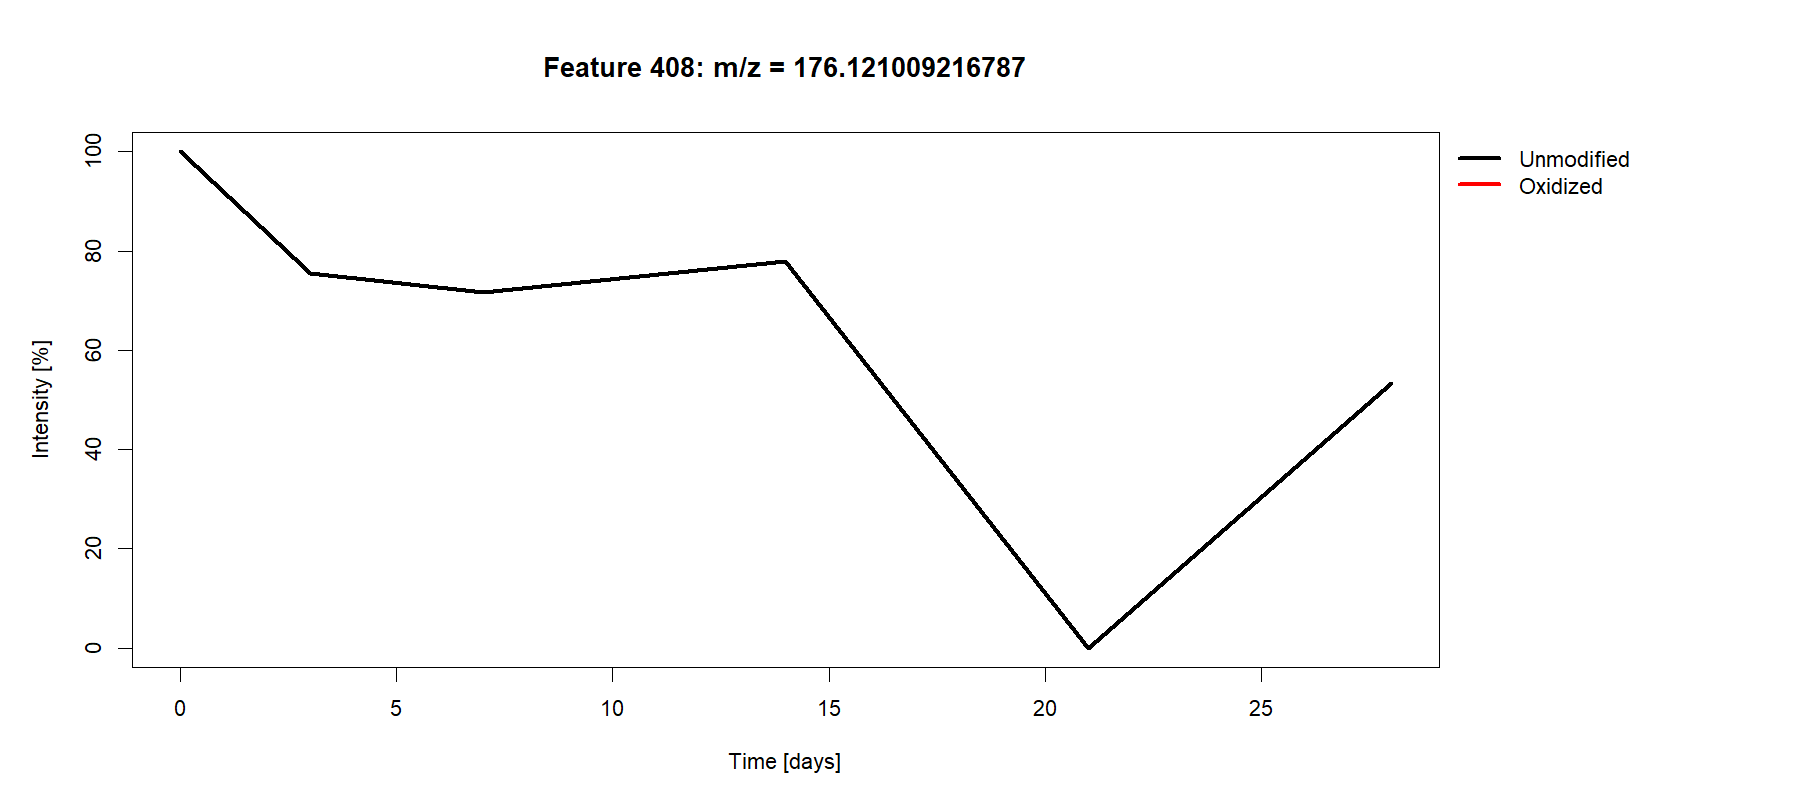 Feature 408: m/z = 176.121009216787
Unmodified
Oxidized
Intensity [%]
100
80
60
40
20
0
0 5 10 15 20 25
Time [days]